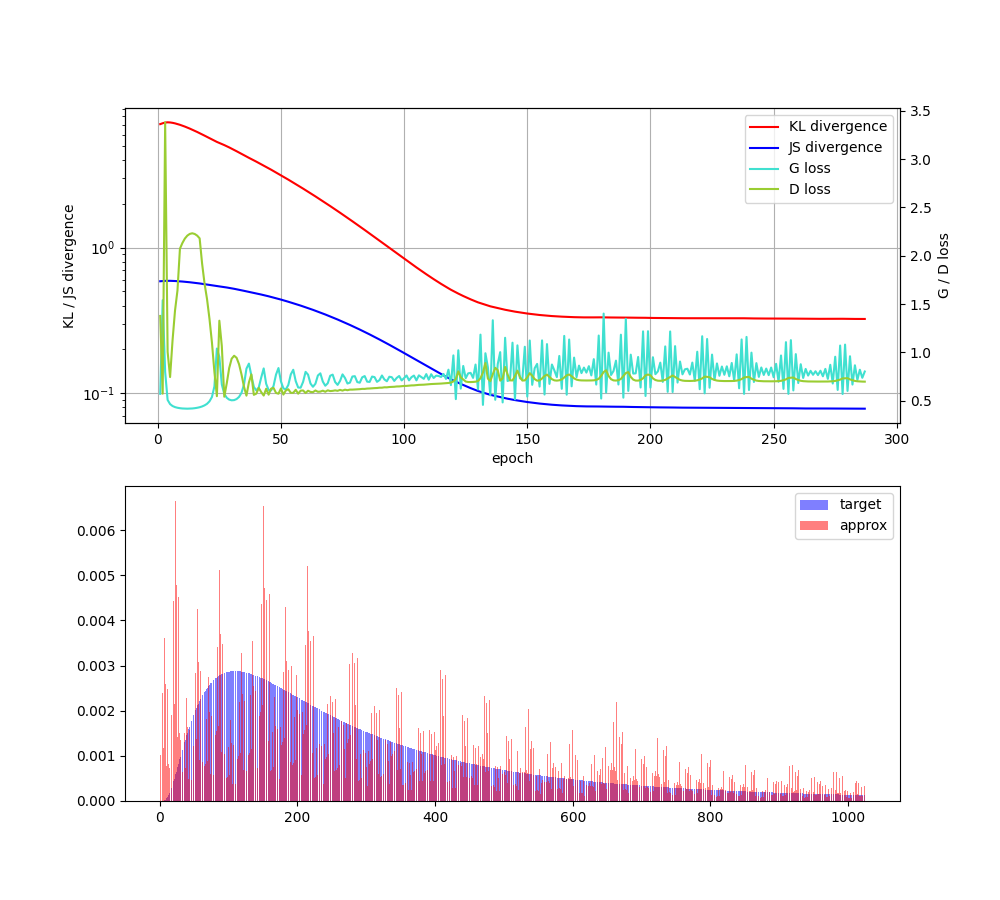 3.5
3.0
2.5
2.0
1.5
1.0
0.5
10⁰
10⁻¹
KL / JS divergence
G / D loss
KL divergence
JS divergence
G loss
D loss
0 50 100 150 200 250 300
epoch
target
approx
0.006
0.005
0.004
0.003
0.002
0.001
0.000
0 200 400 600 800 1000